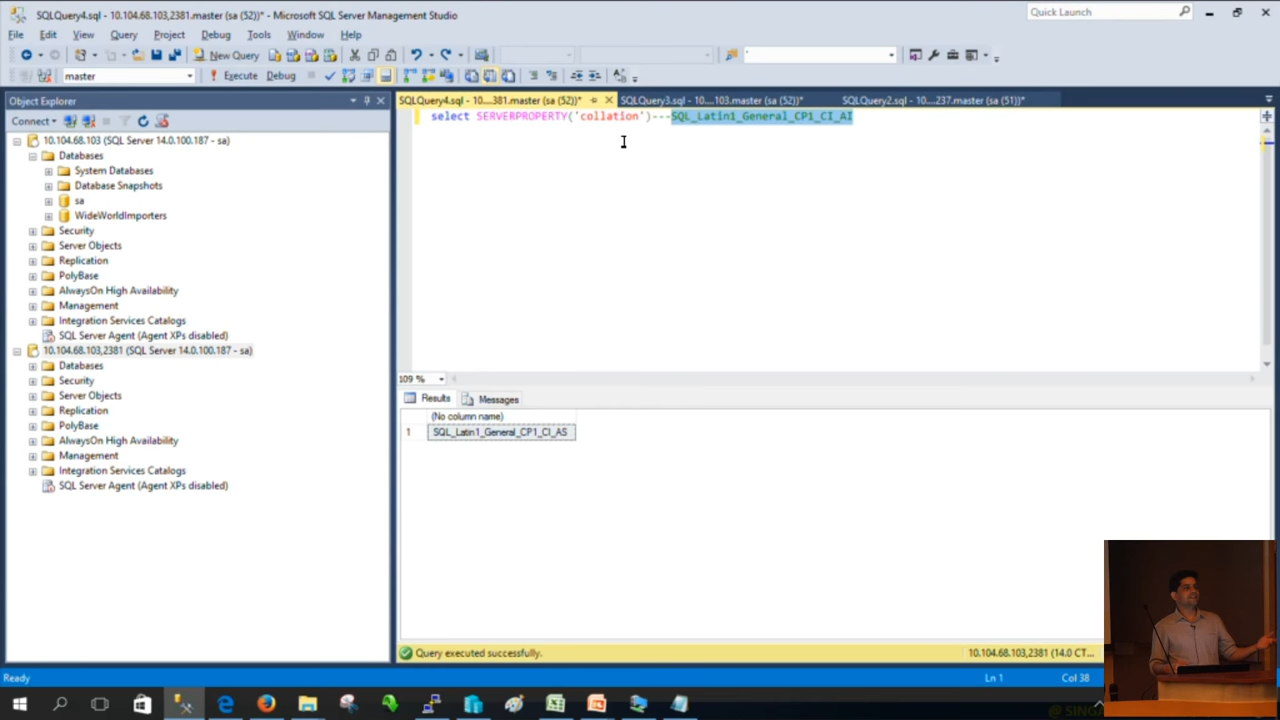 SQLQuery4.sql - 10.104.68.103,2381.master (sa (52))* - Microsoft SQL Server Management Studio
Quick Launch
File Edit View Query Project Debug Tools Window Help
New Query
master
Execute Debug
Object Explorer
SQLQuery4.sql - 10....381.master (sa (52))* SQLQuery3.sql - 10....103.master (sa (52))* SQLQuery2.sql - 10....237.master (sa (51))*
Connect
select SERVERPROPERTY('collation')---SQL_Latin1_General_CP1_CI_AI
10.104.68.103 (SQL Server 14.0.100.187 - sa)
Databases
System Databases
Database Snapshots
sa
WideWorldImporters
Security
Server Objects
Replication
PolyBase
AlwaysOn High Availability
Management
Integration Services Catalogs
SQL Server Agent (Agent XPs disabled)
10.104.68.103,2381 (SQL Server 14.0.100.187 - sa)
Databases
Security
Server Objects
Replication
PolyBase
AlwaysOn High Availability
Management
Integration Services Catalogs
SQL Server Agent (Agent XPs disabled)
109 %
Results Messages
(No column name)
1 SQL_Latin1_General_CP1_CI_AS
Query executed successfully.
10.104.68.103,2381 (14.0 CT...
Ready
Ln 1
Col 38